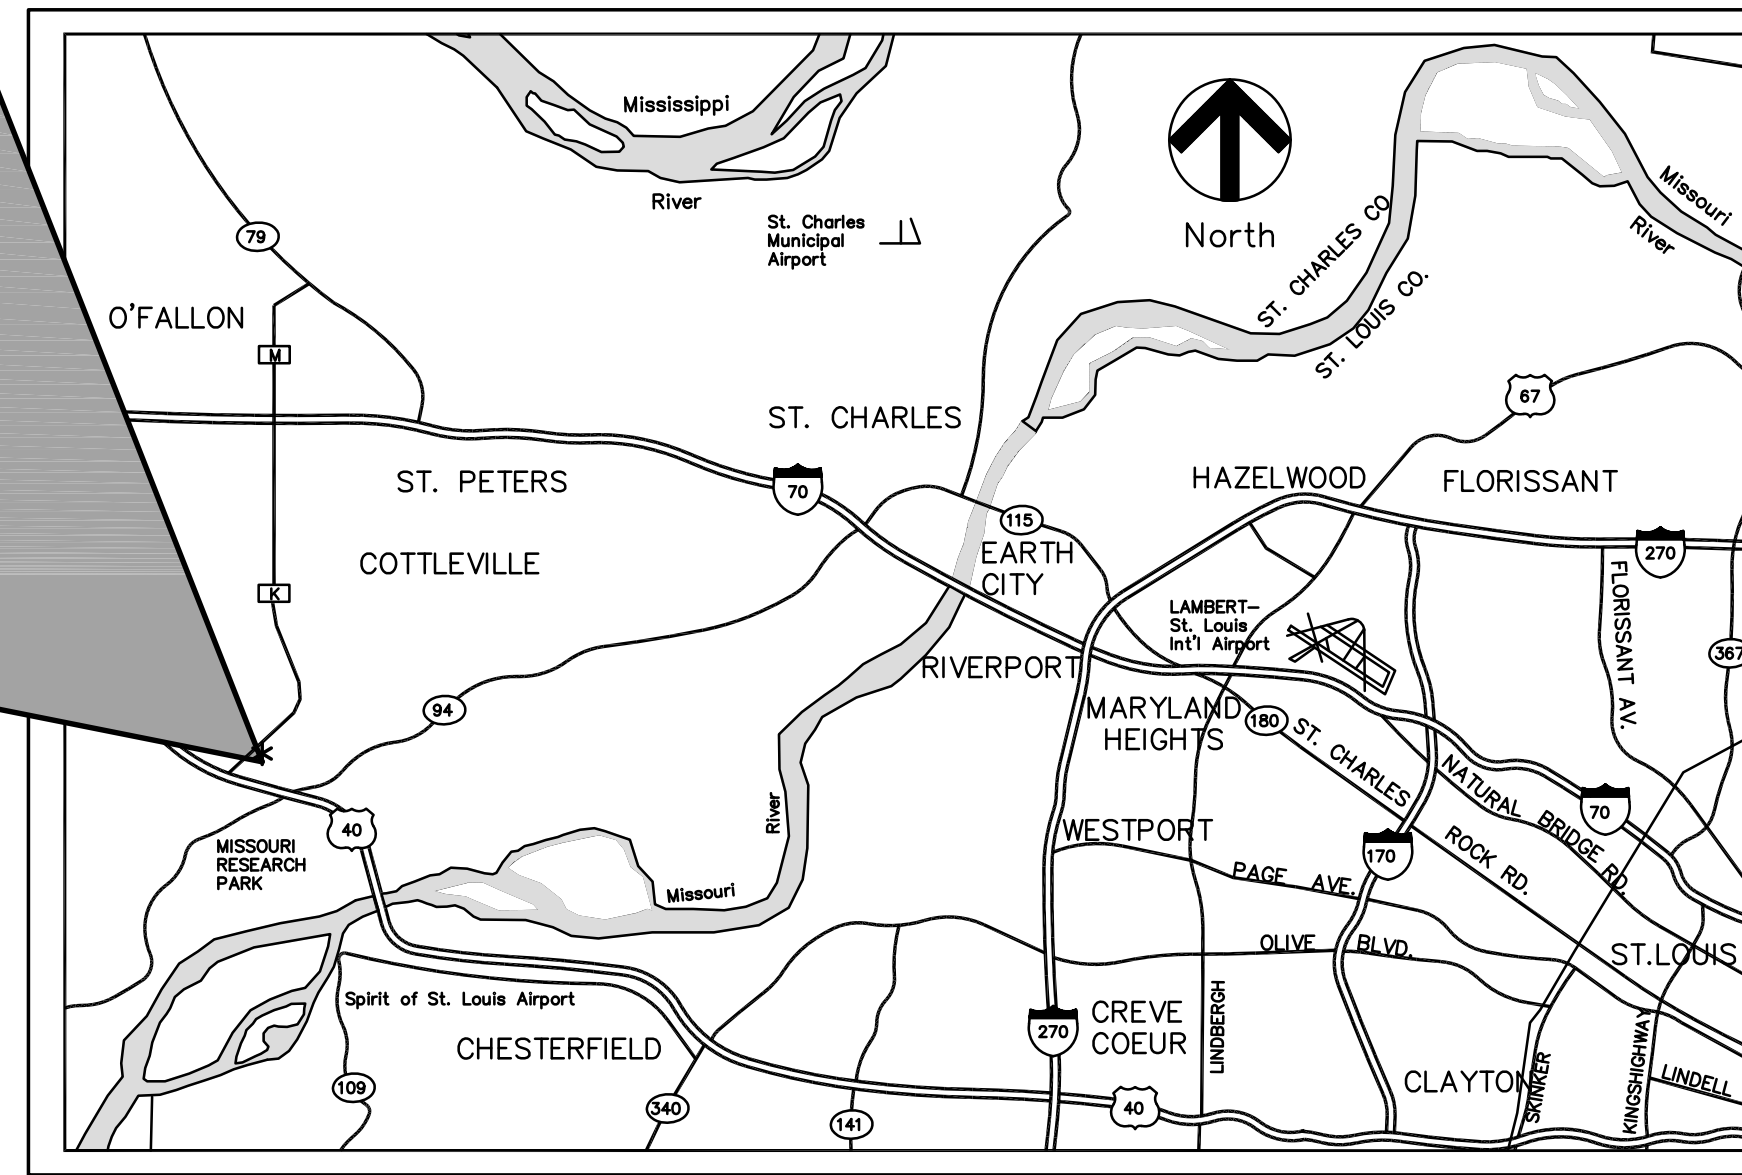 Mississippi
River
St. Charles
Municipal
Airport
North
Missouri
River
ST. CHARLES CO
ST. LOUIS CO.
79
O'FALLON
M
67
ST. CHARLES
ST. PETERS
70
HAZELWOOD
FLORISSANT
115
270
EARTH
CITY
COTTLEVILLE
K
LAMBERT-
St. Louis
Int'l Airport
FLORISSANT AV.
367
RIVERPORT
94
MARYLAND
HEIGHTS
180
ST. CHARLES
ROCK RD.
NATURAL BRIDGE RD.
70
River
40
WESTPORT
170
MISSOURI
RESEARCH
PARK
PAGE AVE.
Missouri
OLIVE BLVD.
ST.LOUIS
Spirit of St. Louis Airport
CHESTERFIELD
270
CREVE
COEUR
LINDBERGH
CLAYTON
SKINKER
KINGSHIGHWAY
LINDELL
109
340
141
40